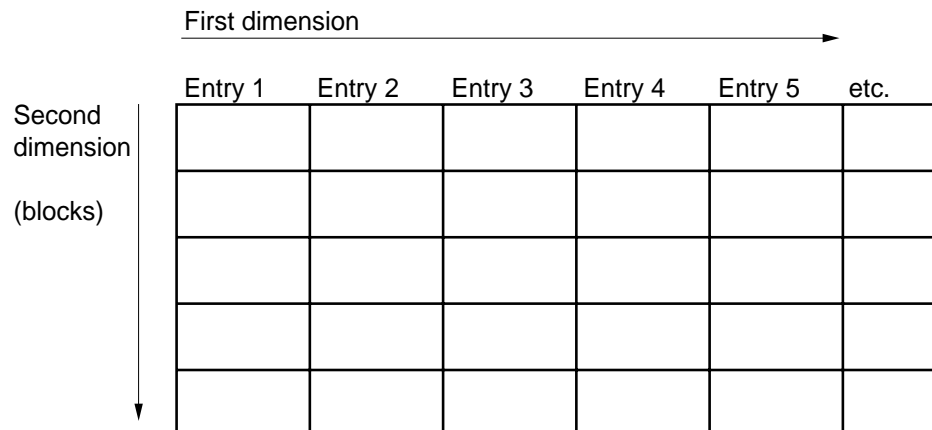 First dimension
Entry 1 Entry 2 Entry 3 Entry 4 Entry 5 etc.
Second
dimension
(blocks)